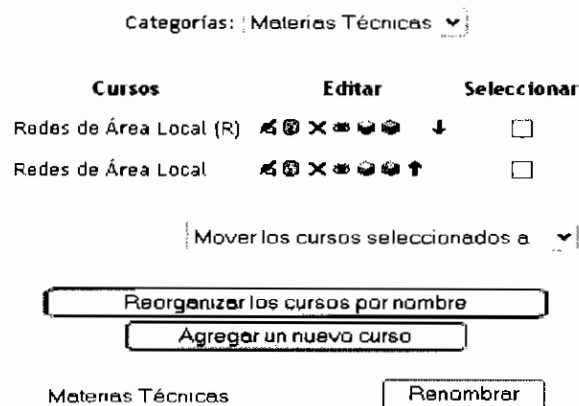 Categorías: Materias Técnicas
Cursos Editar Seleccionar
Redes de Área Local (R)
Redes de Área Local
Mover los cursos seleccionados a
Reorganizar los cursos por nombre
Agregar un nuevo curso
Materias Técnicas Renombrar